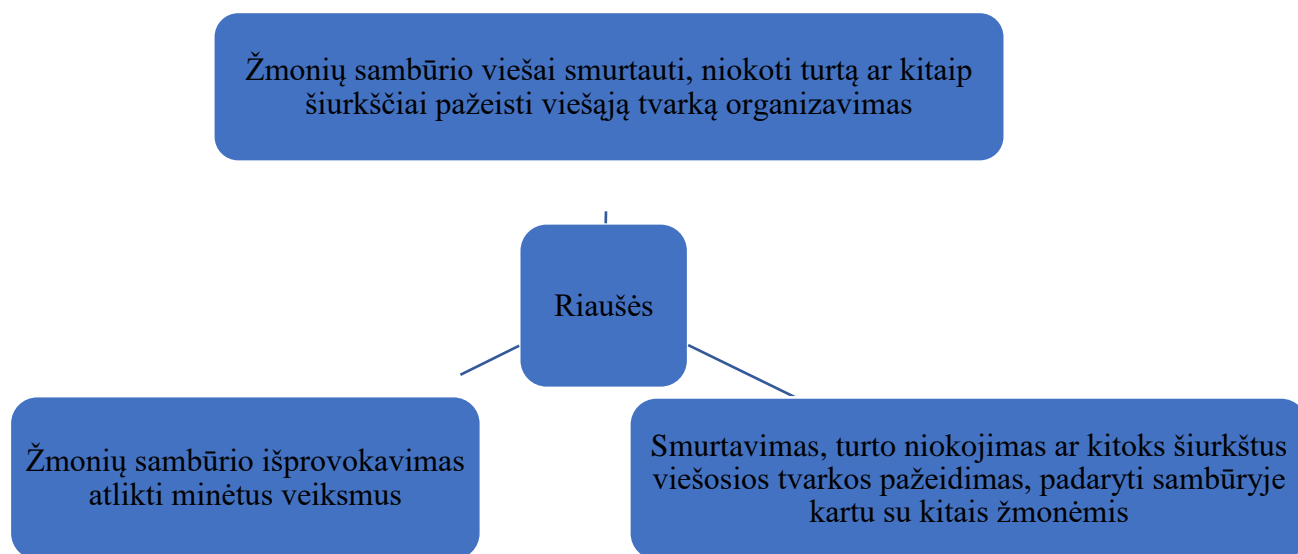 Žmonių sambūrio viešai smurtauti, niokoti turtą ar kitaip
šiurkščiai pažeisti viešąją tvarką organizavimas
Riaušės
Žmonių sambūrio išprovokavimas
atlikti minėtus veiksmus
Smurtavimas, turto niokojimas ar kitoks šiurkštus
viešosios tvarkos pažeidimas, padaryti sambūryje
kartu su kitais žmonėmis